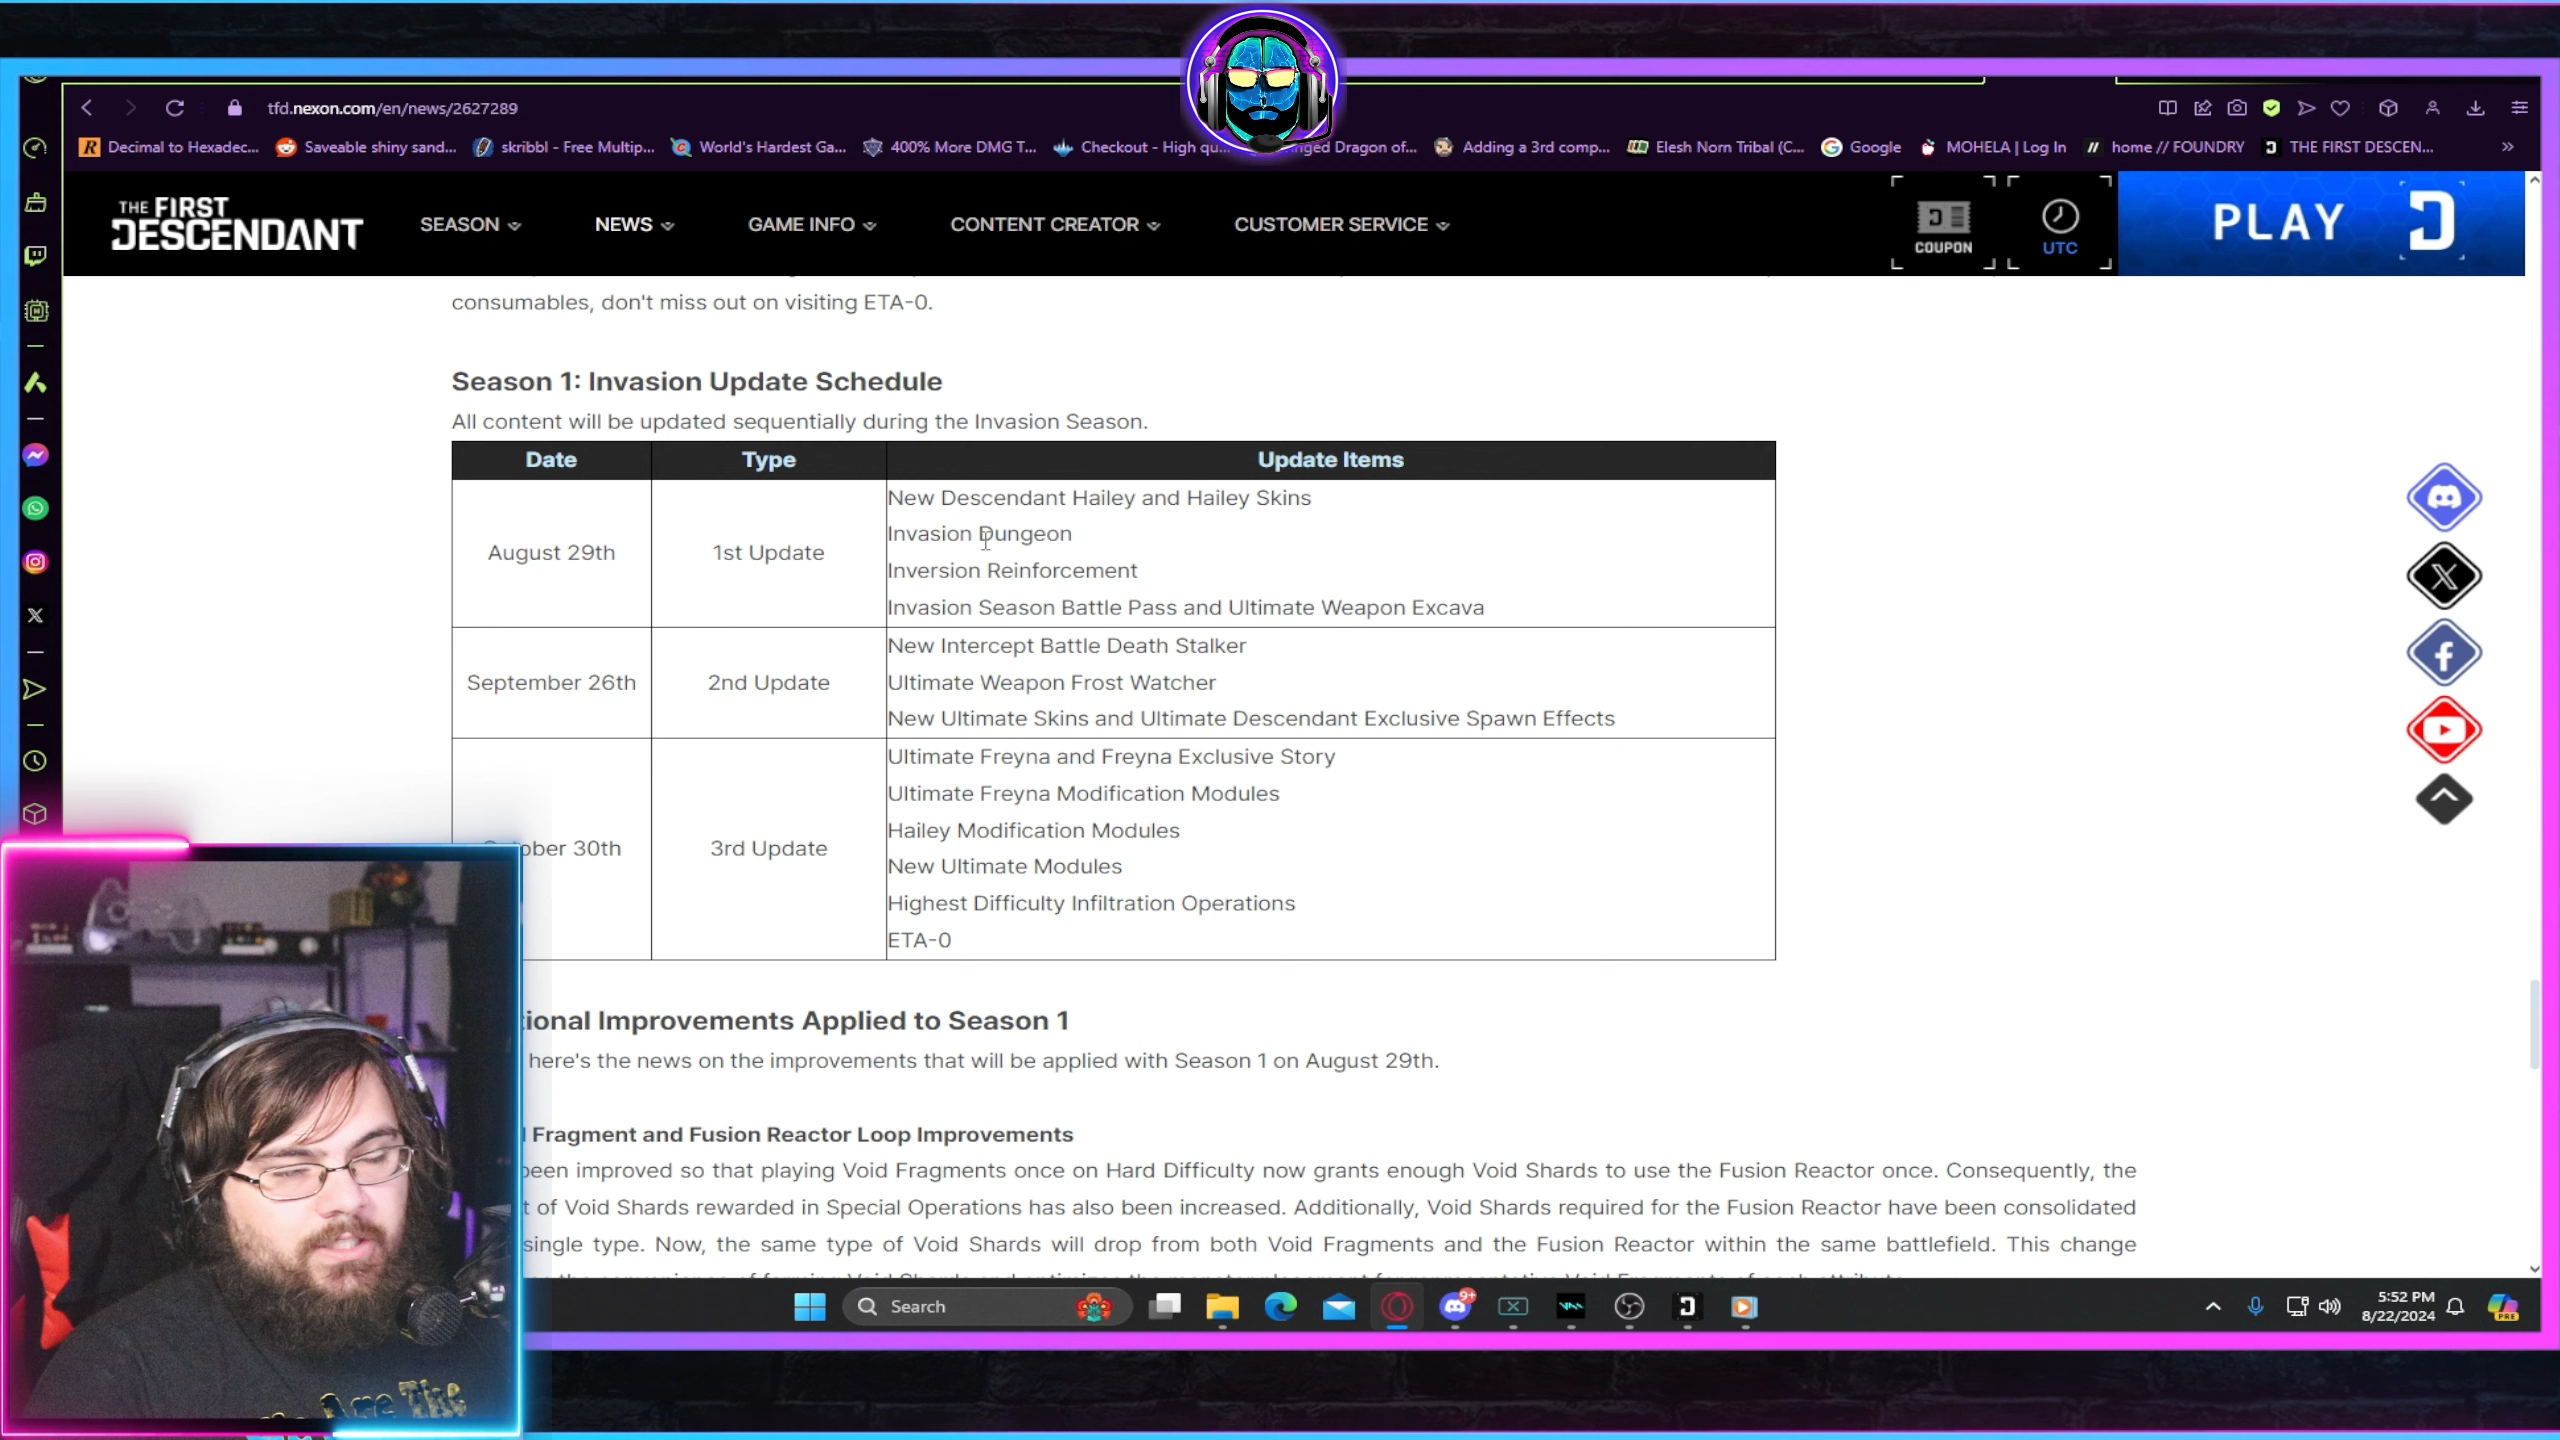 tfd.nexon.com/en/news/2627289
Decimal to Hexadec... Saveable shiny sand... skribbl - Free Multip... World's Hardest Ga... 400% More DMG T... Checkout - High qu... nged Dragon of... Adding a 3rd comp... Elesh Norn Tribal (C... Google MOHELA | Log In home // FOUNDRY THE FIRST DESCEN...
THE FIRST DESCENDANT
SEASON NEWS GAME INFO CONTENT CREATOR CUSTOMER SERVICE COUPON UTC PLAY
consumables, don't miss out on visiting ETA-0.
Season 1: Invasion Update Schedule
All content will be updated sequentially during the Invasion Season.
Date Type Update Items
August 29th 1st Update
New Descendant Hailey and Hailey Skins
Invasion Dungeon
Inversion Reinforcement
Invasion Season Battle Pass and Ultimate Weapon Excava
September 26th 2nd Update
New Intercept Battle Death Stalker
Ultimate Weapon Frost Watcher
New Ultimate Skins and Ultimate Descendant Exclusive Spawn Effects
ober 30th 3rd Update
Ultimate Freyna and Freyna Exclusive Story
Ultimate Freyna Modification Modules
Hailey Modification Modules
New Ultimate Modules
Highest Difficulty Infiltration Operations
ETA-0
tional Improvements Applied to Season 1
here's the news on the improvements that will be applied with Season 1 on August 29th.
Fragment and Fusion Reactor Loop Improvements
been improved so that playing Void Fragments once on Hard Difficulty now grants enough Void Shards to use the Fusion Reactor once. Consequently, the
t of Void Shards rewarded in Special Operations has also been increased. Additionally, Void Shards required for the Fusion Reactor have been consolidated
single type. Now, the same type of Void Shards will drop from both Void Fragments and the Fusion Reactor within the same battlefield. This change
Search
9+
5:52 PM
8/22/2024
PRE